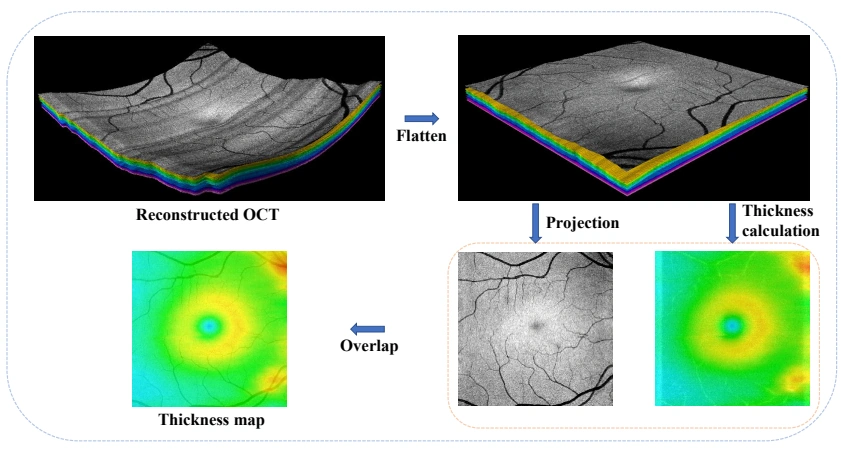 Flatten
Reconstructed OCT
Projection
Thickness
calculation
Overlap
Thickness map